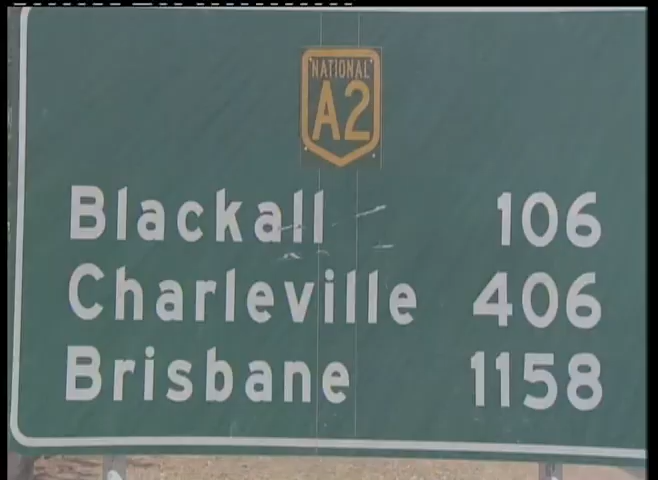 NATIONAL
A2
Blackall 106
Charleville 406
Brisbane 1158